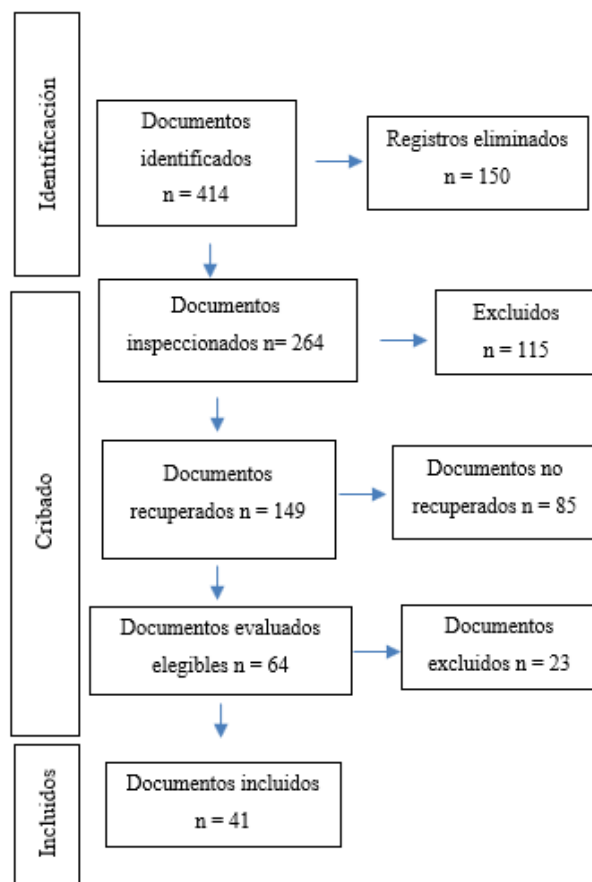 Identificación
Documentos
identificados
n = 414
Registros eliminados
n = 150
Cribado
Documentos
inspeccionados n= 264
Excluidos
n = 115
Documentos
recuperados n = 149
Documentos no
recuperados n = 85
Documentos evaluados
elegibles n = 64
Documentos
excluidos n = 23
Incluidos
Documentos incluidos
n = 41